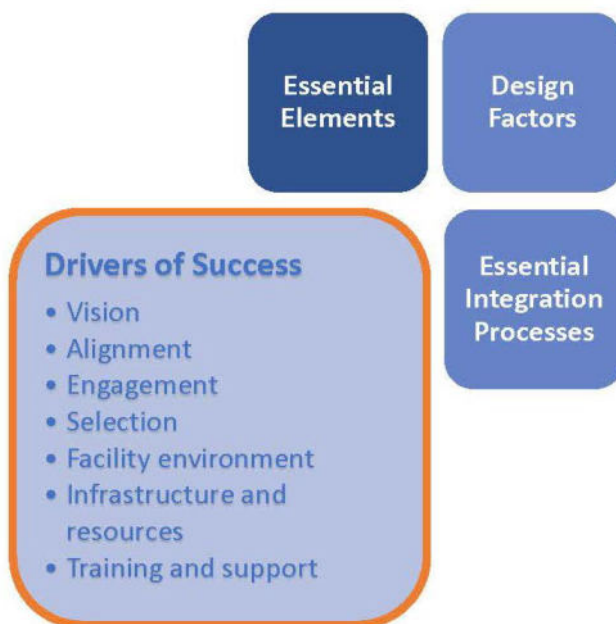 Essential
Elements
Design
Factors
Drivers of Success
• Vision
• Alignment
• Engagement
• Selection
• Facility environment
• Infrastructure and
resources
• Training and support
Essential
Integration
Processes